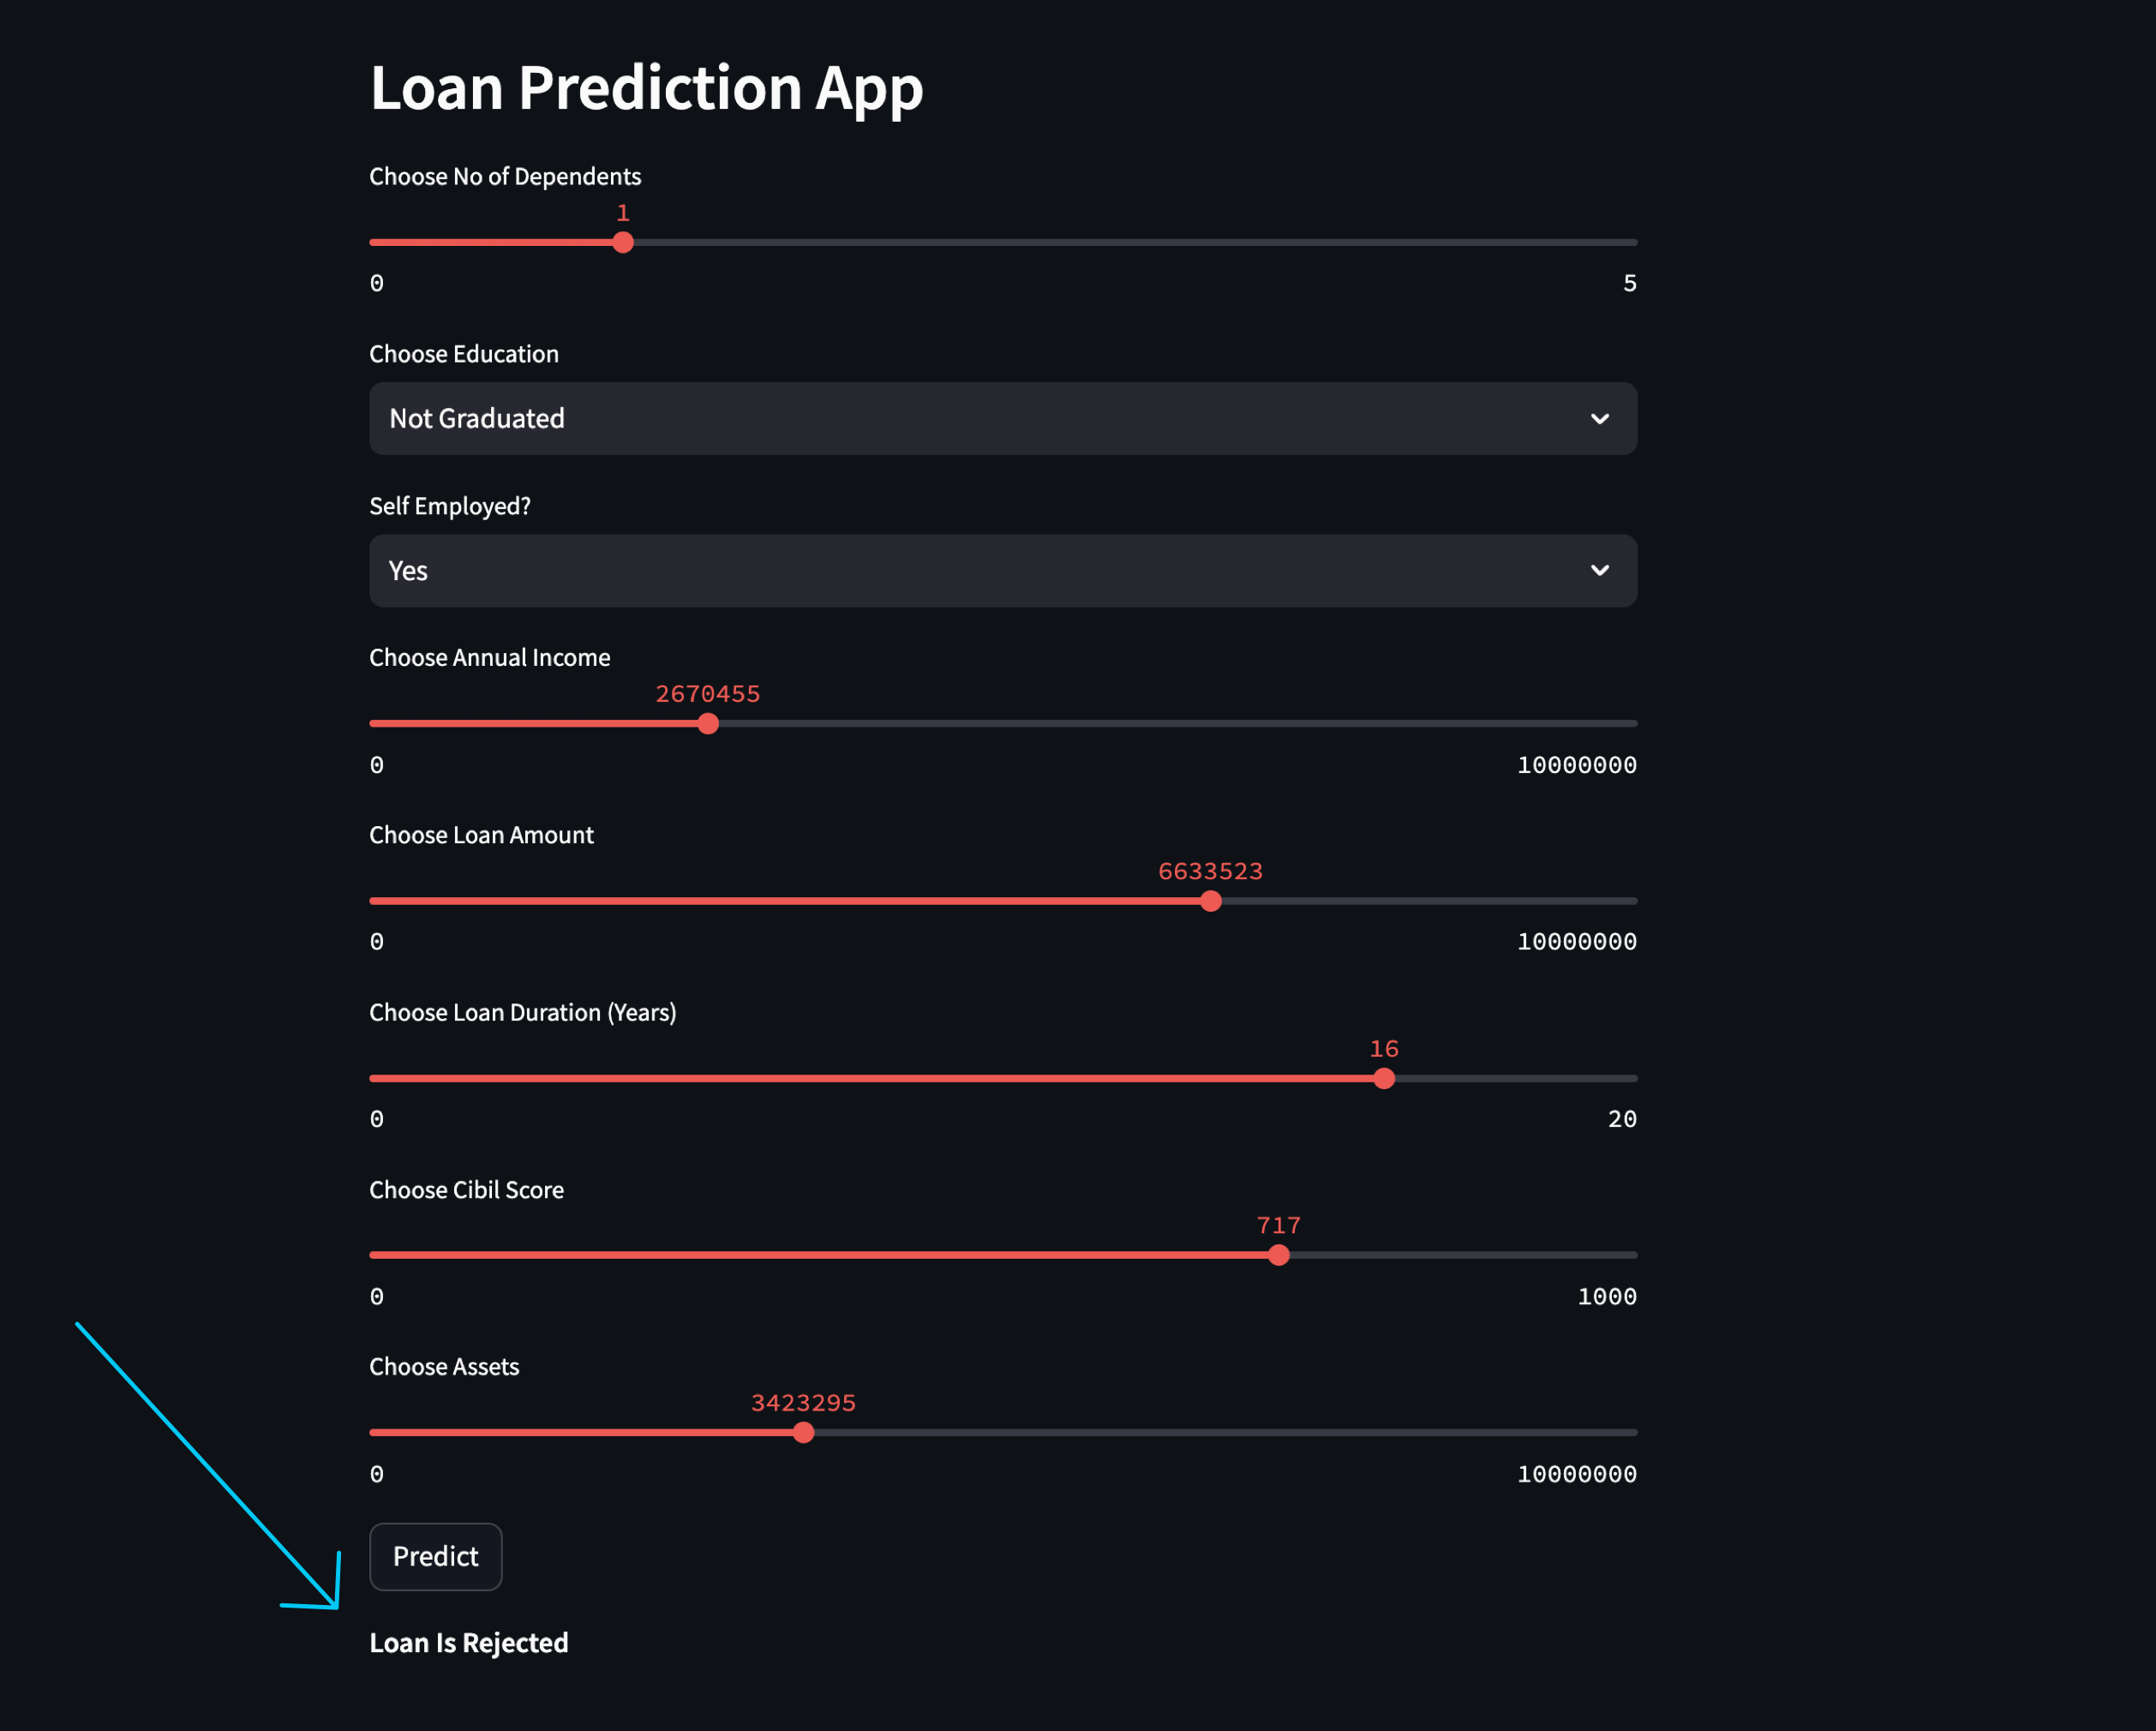 Loan Prediction App
Choose No of Dependents
1
0 5
Choose Education
Not Graduated
Self Employed?
Yes
Choose Annual Income
2670455
0 10000000
Choose Loan Amount
6633523
0 10000000
Choose Loan Duration (Years)
16
0 20
Choose Cibil Score
717
0 1000
Choose Assets
3423295
0 10000000
Predict
Loan Is Rejected